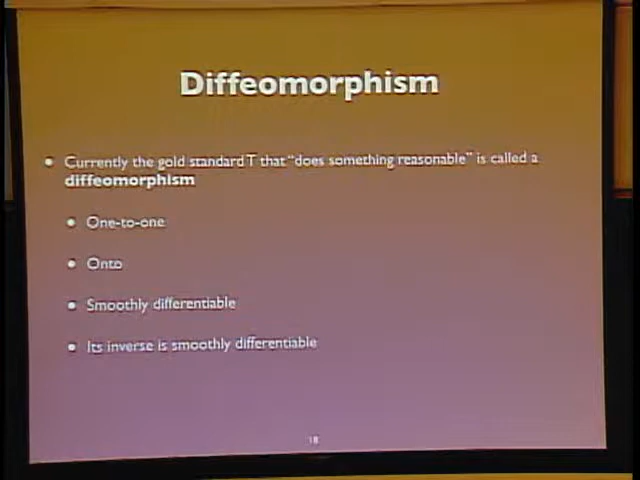 Diffeomorphism
• Currently the gold standard T that "does something reasonable" is called a
diffeomorphism
• One-to-one
• Onto
• Smoothly differentiable
• Its inverse is smoothly differentiable
18